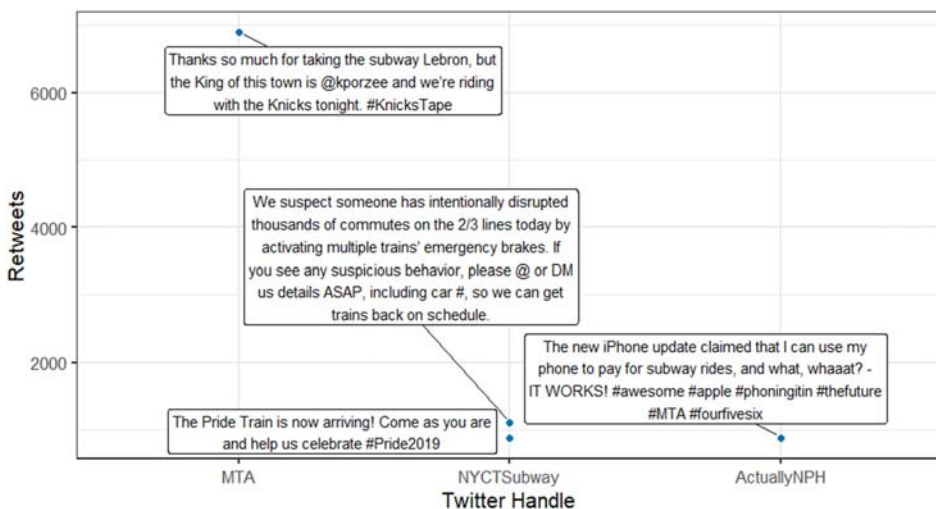 Thanks so much for taking the subway Lebron, but
the King of this town is @kporzee and we're riding
with the Knicks tonight. #KnicksTape
6000
We suspect someone has intentionally disrupted
thousands of commutes on the 2/3 lines today by
activating multiple trains' emergency brakes. If
you see any suspicious behavior, please @ or DM
us details ASAP, including car #, so we can get
trains back on schedule.
4000
Retweets
The new iPhone update claimed that I can use my
phone to pay for subway rides, and what, whaaat? -
IT WORKS! #awesome #apple #phoningitin #thefuture
#MTA #fourfivesix
2000
The Pride Train is now arriving! Come as you are
and help us celebrate #Pride2019
MTA
NYCTSubway
ActuallyNPH
Twitter Handle